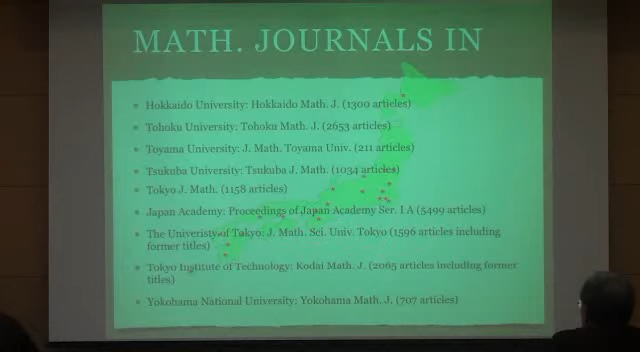 MATH. JOURNALS IN
Hokkaido University: Hokkaido Math. J. (1300 articles)
Tohoku University: Tohoku Math. J. (2653 articles)
Toyama University: J. Math. Toyama Univ. (211 articles)
Tsukuba University: Tsukuba J. Math. (1034 articles)
Tokyo J. Math. (1158 articles)
Japan Academy: Proceedings of Japan Academy Ser. I A (5499 articles)
The Univeristy of Tokyo: J. Math. Sci. Univ. Tokyo (1596 articles including
former titles)
Tokyo Institute of Technology: Kodai Math. J. (2065 articles including former
titles)
Yokohama National University: Yokohama Math. J. (707 articles)